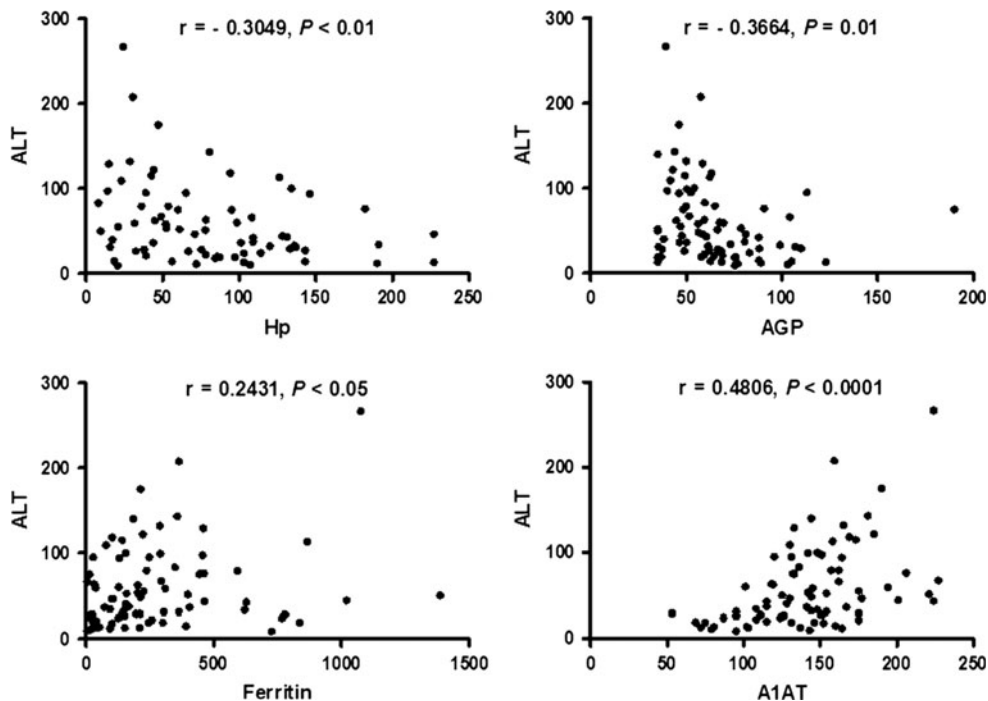 r = - 0.3049, P < 0.01
ALT
300
200
100
0
0 50 100 150 200 250
Hp
r = - 0.3664, P = 0.01
ALT
300
200
100
0
0 50 100 150 200
AGP
r = 0.2431, P < 0.05
ALT
300
200
100
0
0 500 1000 1500
Ferritin
r = 0.4806, P < 0.0001
ALT
300
200
100
0
0 50 100 150 200 250
A1AT